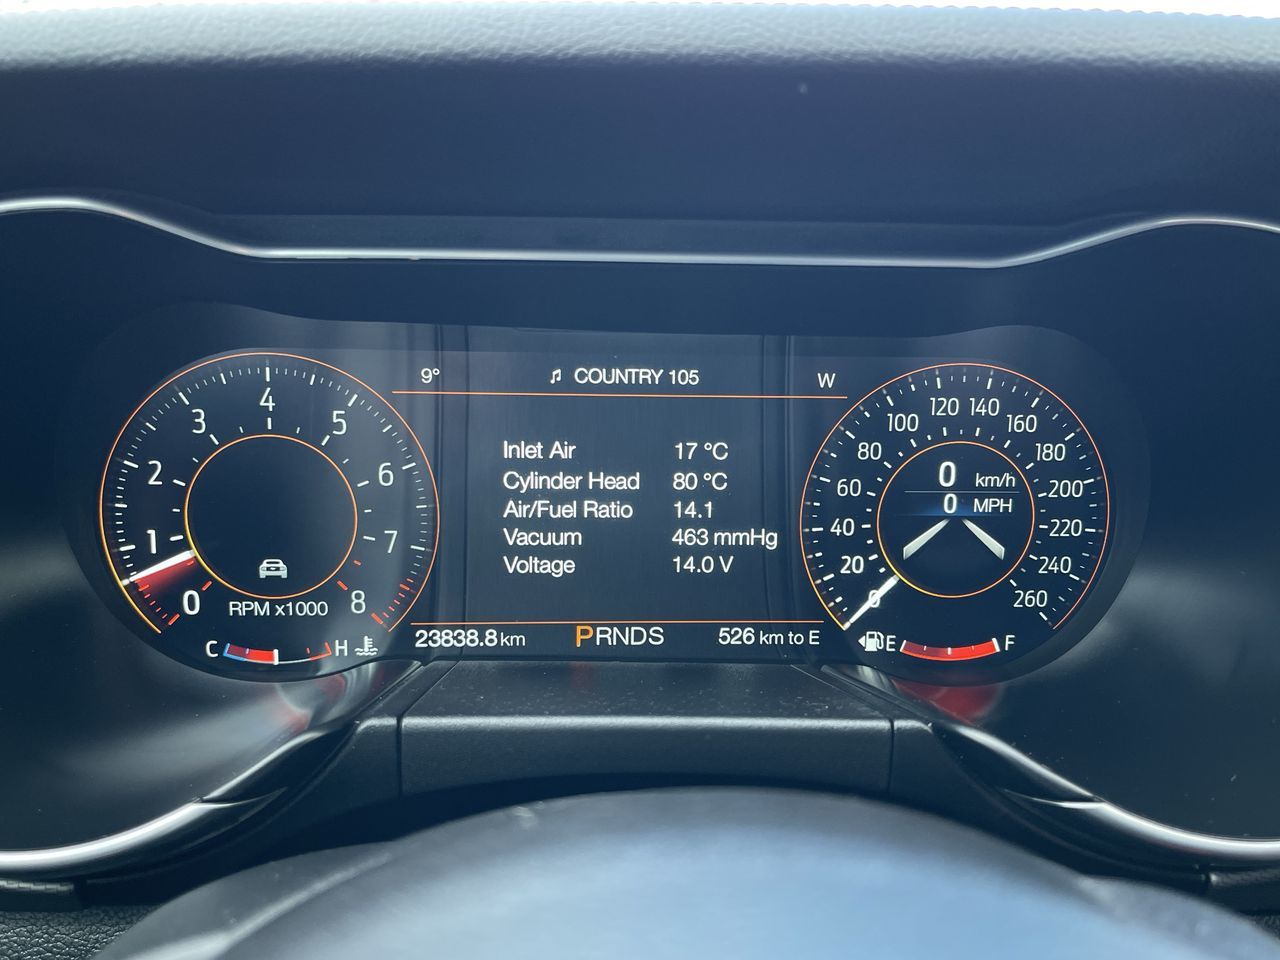 9° COUNTRY 105 W
Inlet Air 17 °C
Cylinder Head 80 °C
Air/Fuel Ratio 14.1
Vacuum 463 mmHg
Voltage 14.0 V
23838.8 km PRNDS 526 km to E
0 1 2 3 4 5 6 7 8
RPM x1000
C H
0 20 40 60 80 100 120 140 160 180 200 220 240 260
0 km/h
0 MPH
E F